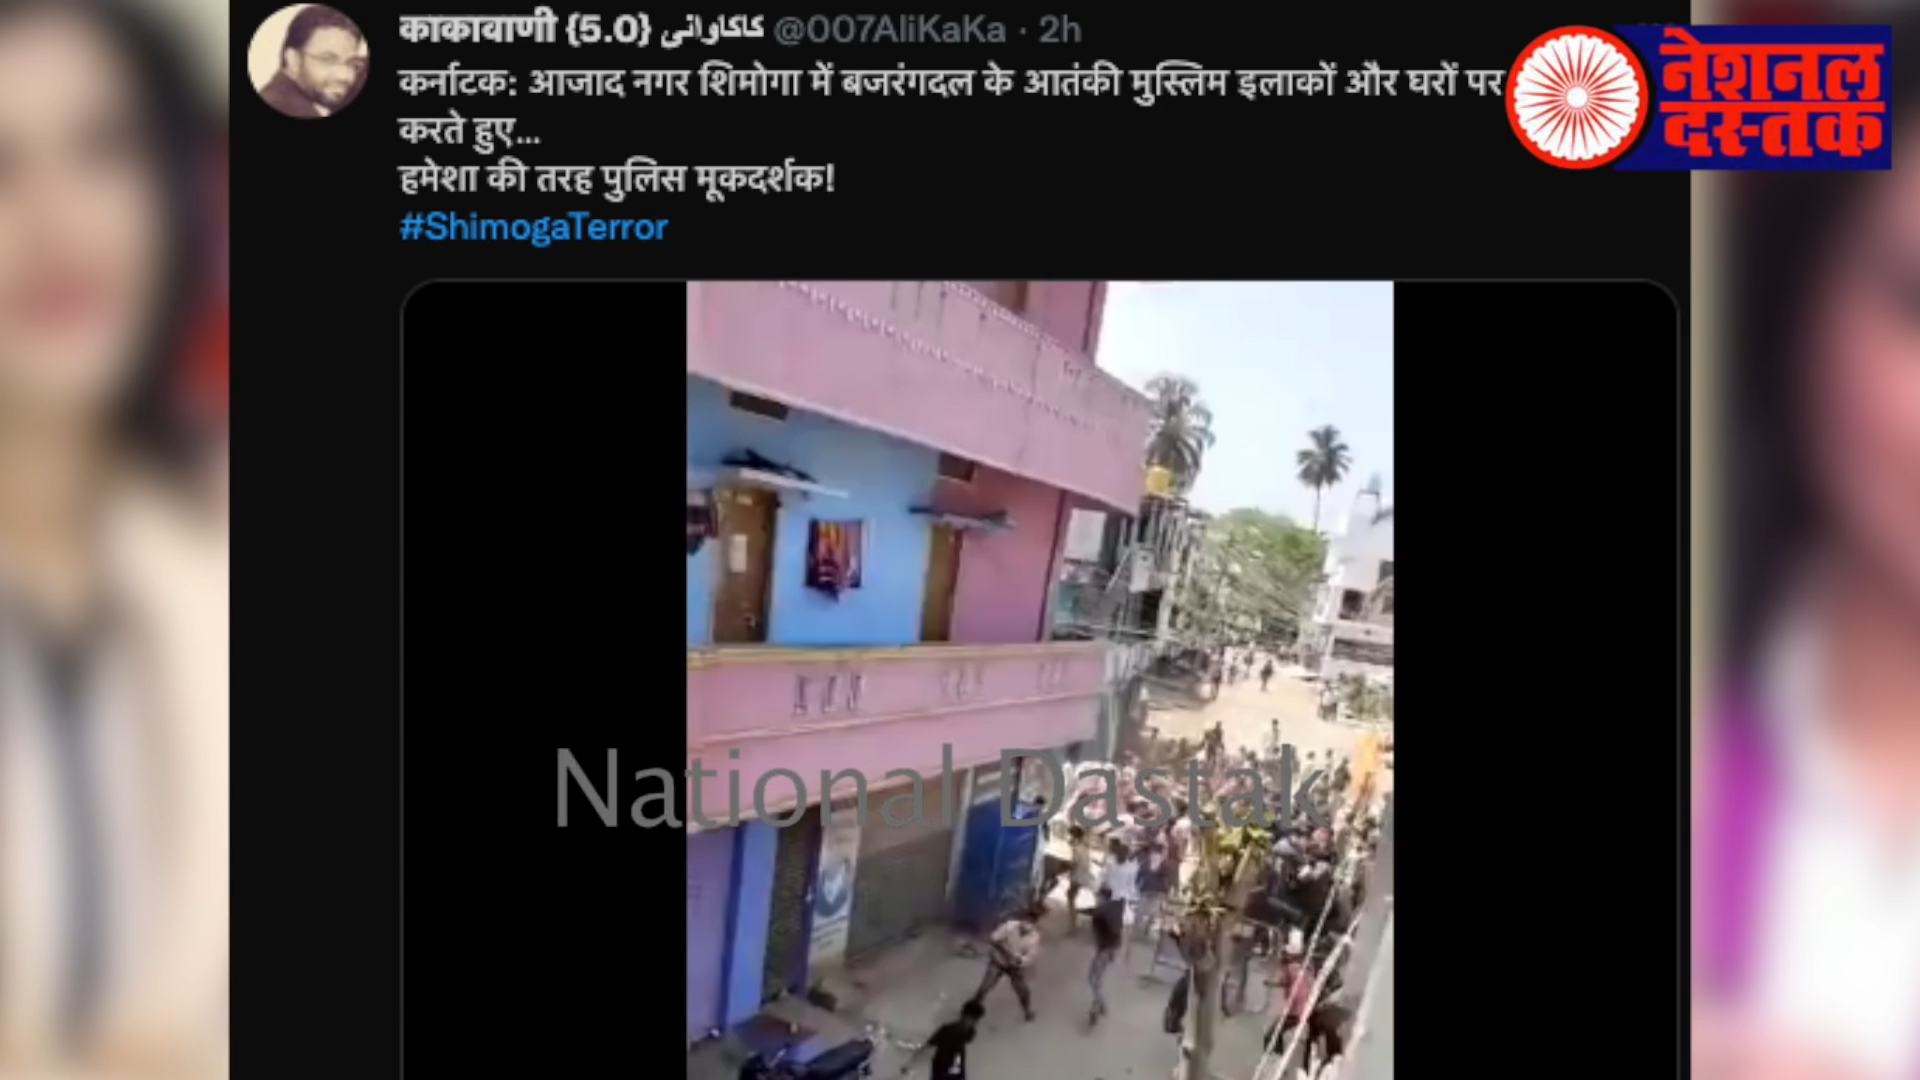 काकावाणी {5.0} كاكاوانى @007AliKaKa · 2h
कर्नाटक: आजाद नगर शिमोगा में बजरंगदल के आतंकी मुस्लिम इलाकों और घरों पर
करते हुए...
हमेशा की तरह पुलिस मूकदर्शक!
#ShimogaTerror
नेशनल
दस्तक
National Dastak